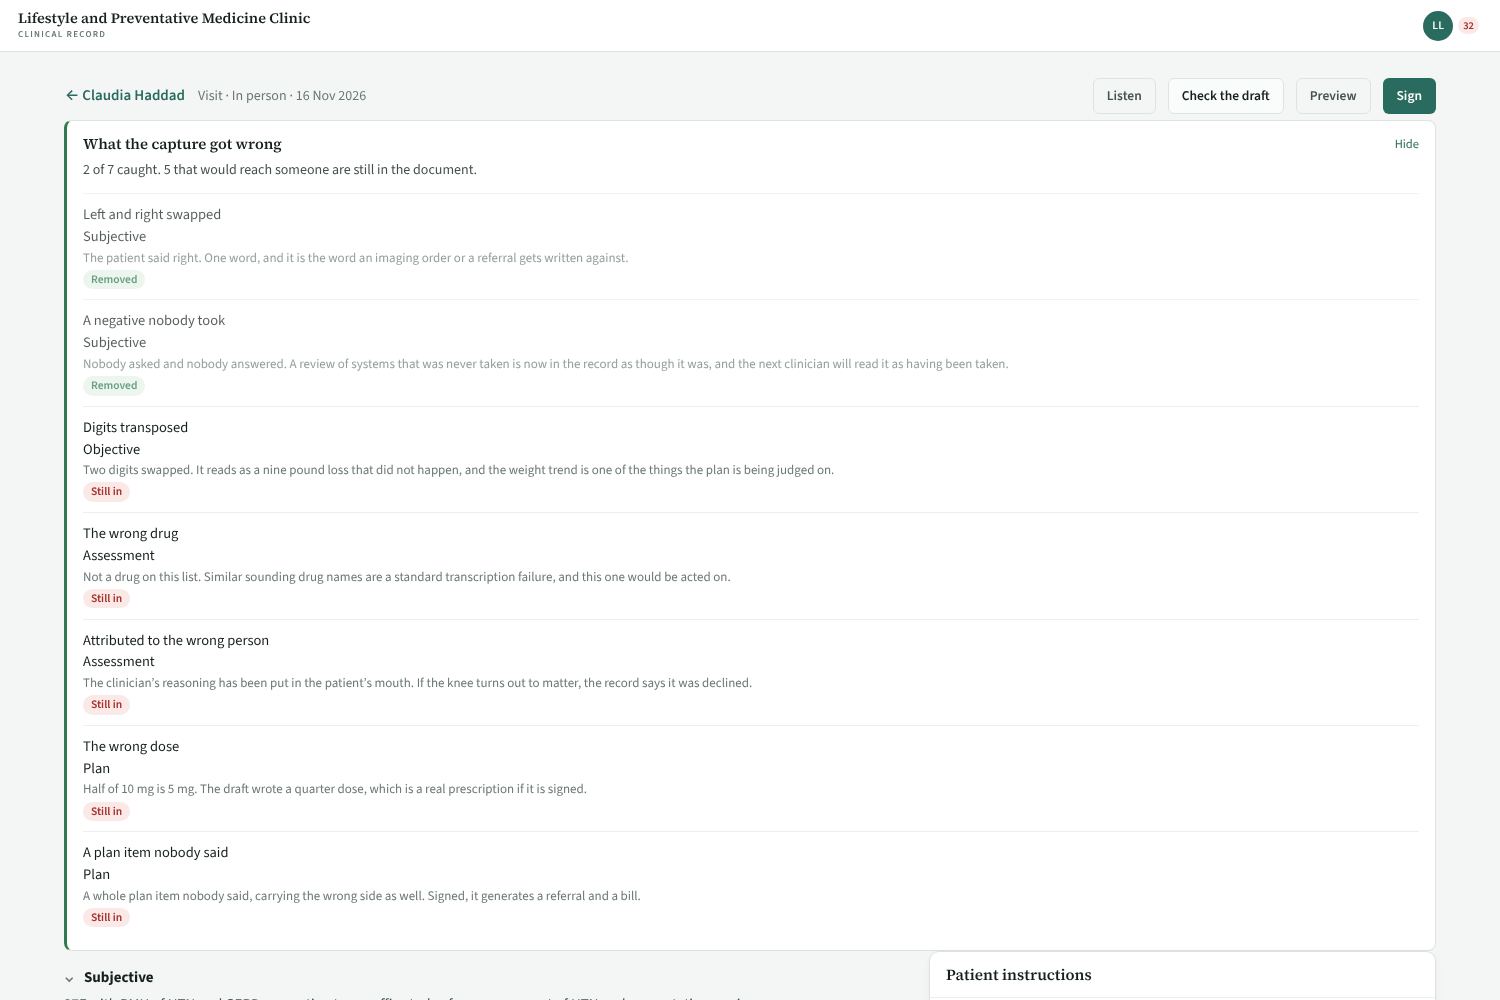 Lifestyle and Preventative Medicine Clinic
CLINICAL RECORD
LL 32
← Claudia Haddad Visit · In person · 16 Nov 2026 Listen Check the draft Preview Sign
What the capture got wrong Hide
2 of 7 caught. 5 that would reach someone are still in the document.
Left and right swapped
Subjective
The patient said right. One word, and it is the word an imaging order or a referral gets written against.
Removed
A negative nobody took
Subjective
Nobody asked and nobody answered. A review of systems that was never taken is now in the record as though it was, and the next clinician will read it as having been taken.
Removed
Digits transposed
Objective
Two digits swapped. It reads as a nine pound loss that did not happen, and the weight trend is one of the things the plan is being judged on.
Still in
The wrong drug
Assessment
Not a drug on this list. Similar sounding drug names are a standard transcription failure, and this one would be acted on.
Still in
Attributed to the wrong person
Assessment
The clinician’s reasoning has been put in the patient’s mouth. If the knee turns out to matter, the record says it was declined.
Still in
The wrong dose
Plan
Half of 10 mg is 5 mg. The draft wrote a quarter dose, which is a real prescription if it is signed.
Still in
A plan item nobody said
Plan
A whole plan item nobody said, carrying the wrong side as well. Signed, it generates a referral and a bill.
Still in
Subjective
Patient instructions